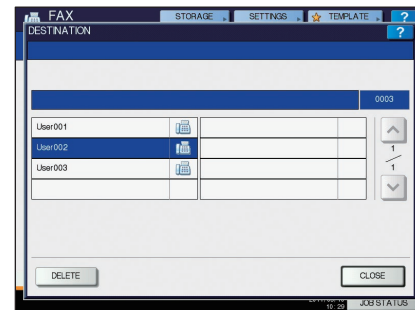 FAX
STORAGE SETTINGS TEMPLATE ?
DESTINATION ?
0003
User001
User002
User003
1
1
DELETE CLOSE
10:29 JOB STATUS